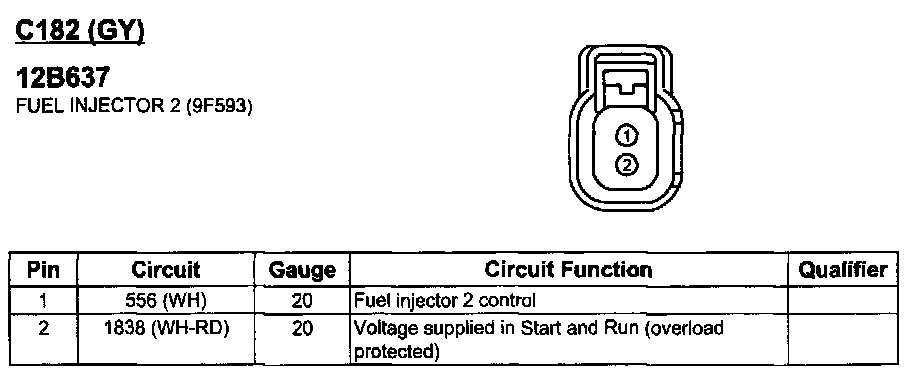 C182 (GY)
12B637
FUEL INJECTOR 2 (9F593)
1
2
Pin Circuit Gauge Circuit Function Qualifier
1 556 (WH) 20 Fuel injector 2 control
2 1838 (WH-RD) 20 Voltage supplied in Start and Run (overload
protected)